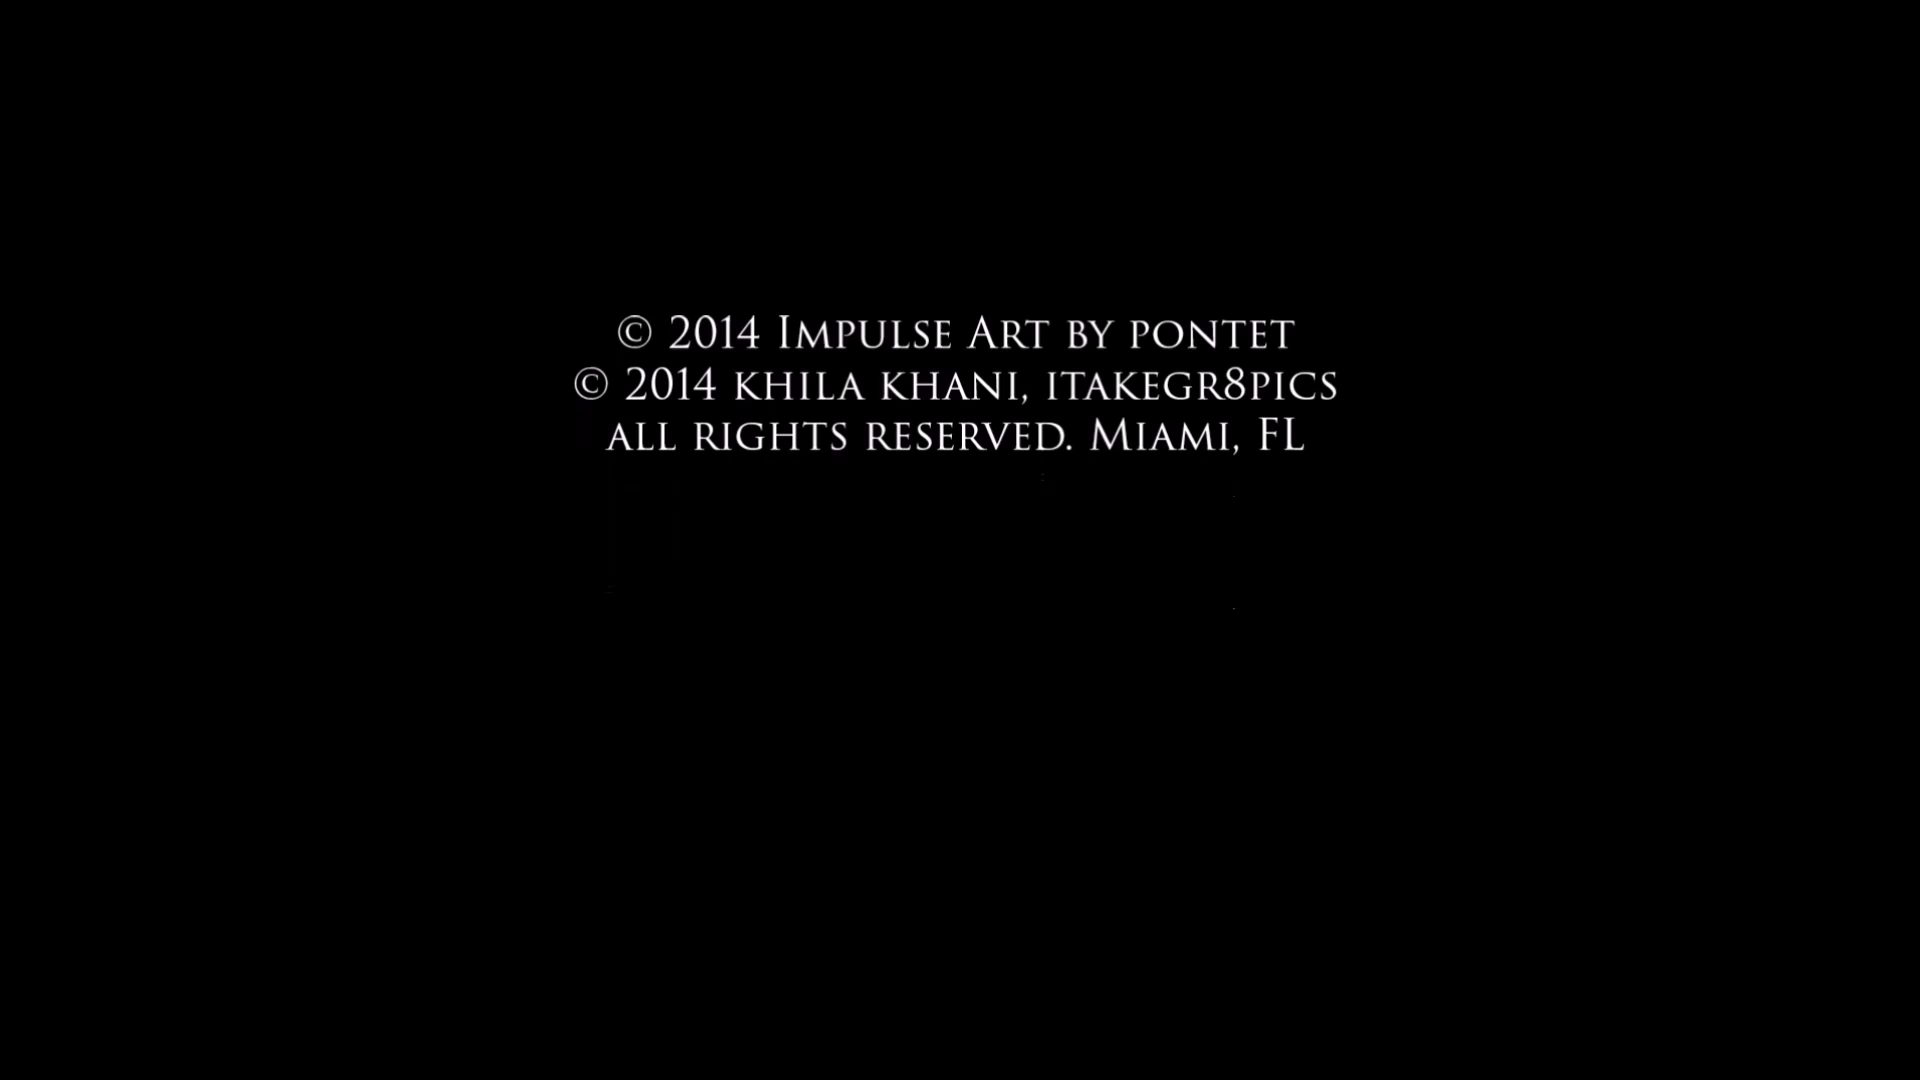 © 2014 Impulse Art by pontet
© 2014 khila khani, itakegr8pics
all rights reserved. Miami, FL